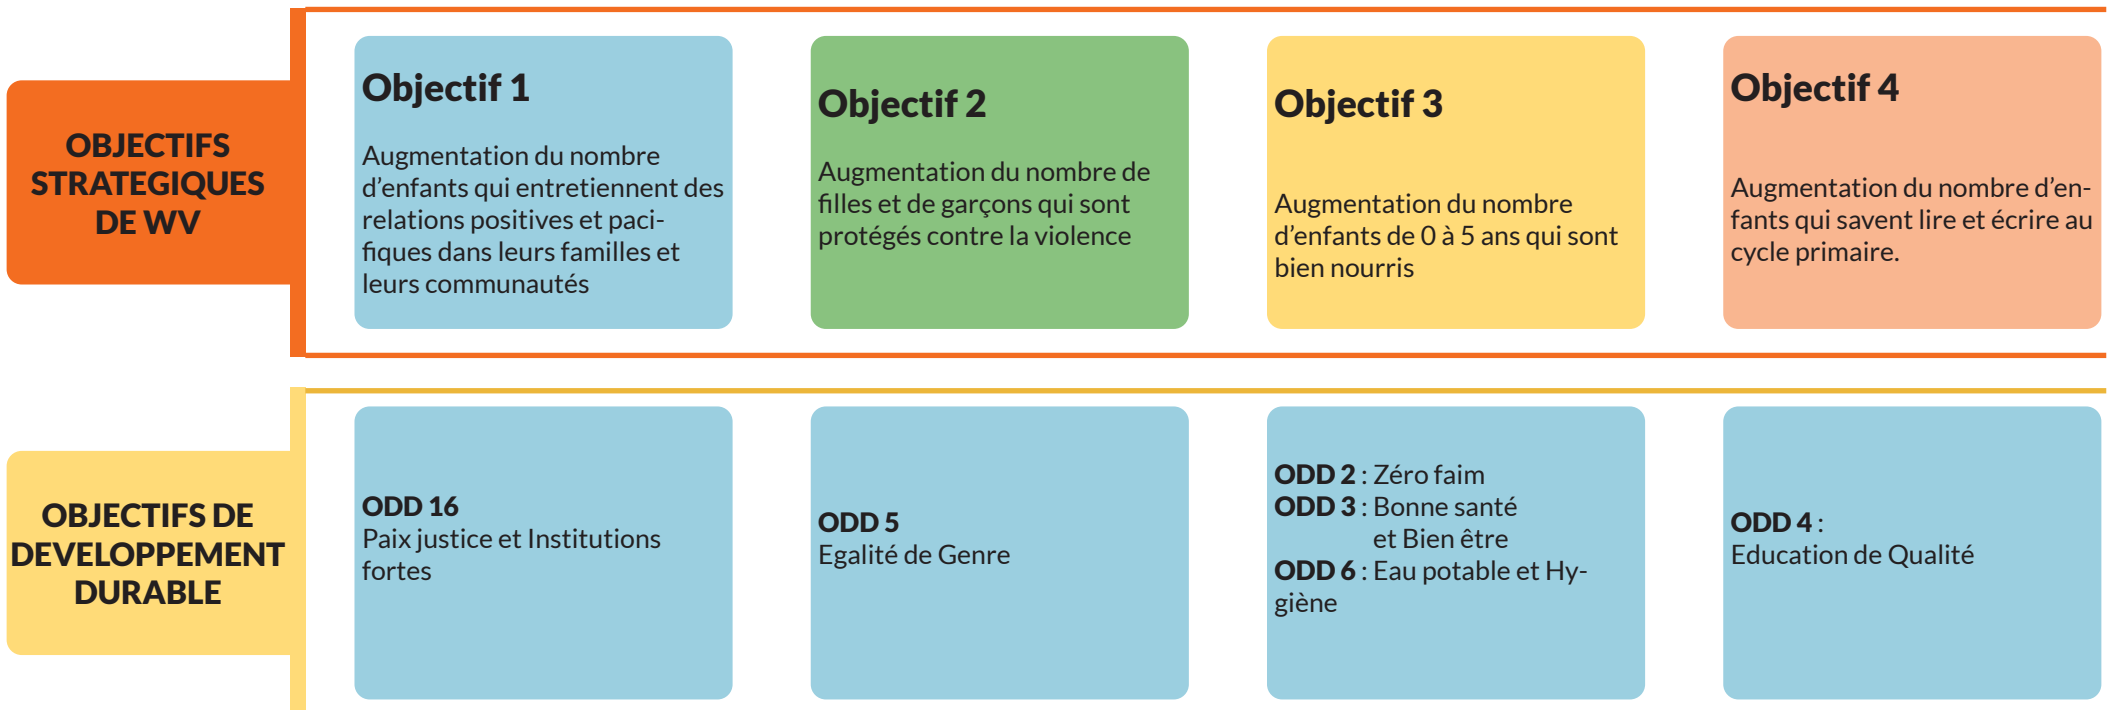 OBJECTIFS
STRATEGIQUES
DE WV
Objectif 1
Augmentation du nombre
d'enfants qui entretiennent des
relations positives et paci-
fiques dans leurs familles et
leurs communautés
Objectif 2
Augmentation du nombre de
filles et de garçons qui sont
protégés contre la violence
Objectif 3
Augmentation du nombre
d'enfants de 0 à 5 ans qui sont
bien nourris
Objectif 4
Augmentation du nombre d'en-
fants qui savent lire et écrire au
cycle primaire.
OBJECTIFS DE
DEVELOPPEMENT
DURABLE
ODD 16
Paix justice et Institutions
fortes
ODD 5
Egalité de Genre
ODD 2 : Zéro faim
ODD 3 : Bonne santé
et Bien être
ODD 6 : Eau potable et Hy-
giène
ODD 4 :
Education de Qualité